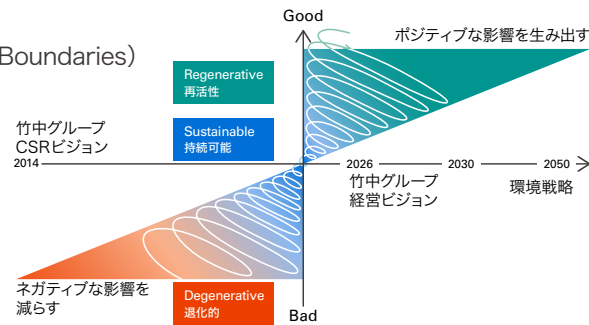 Good
ポジティブな影響を生み出す
Boundaries）
Regenerative
再活性
竹中グループ
CSRビジョン
Sustainable
持続可能
2014
2026
2030
2050
竹中グループ
経営ビジョン
環境戦略
ネガティブな影響を
減らす
Degenerative
退化的
Bad